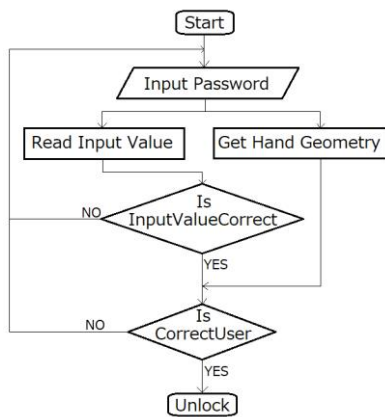 Start
Input Password
Read Input Value
Get Hand Geometry
Is
InputValueCorrect
NO
YES
Is
CorrectUser
NO
YES
Unlock